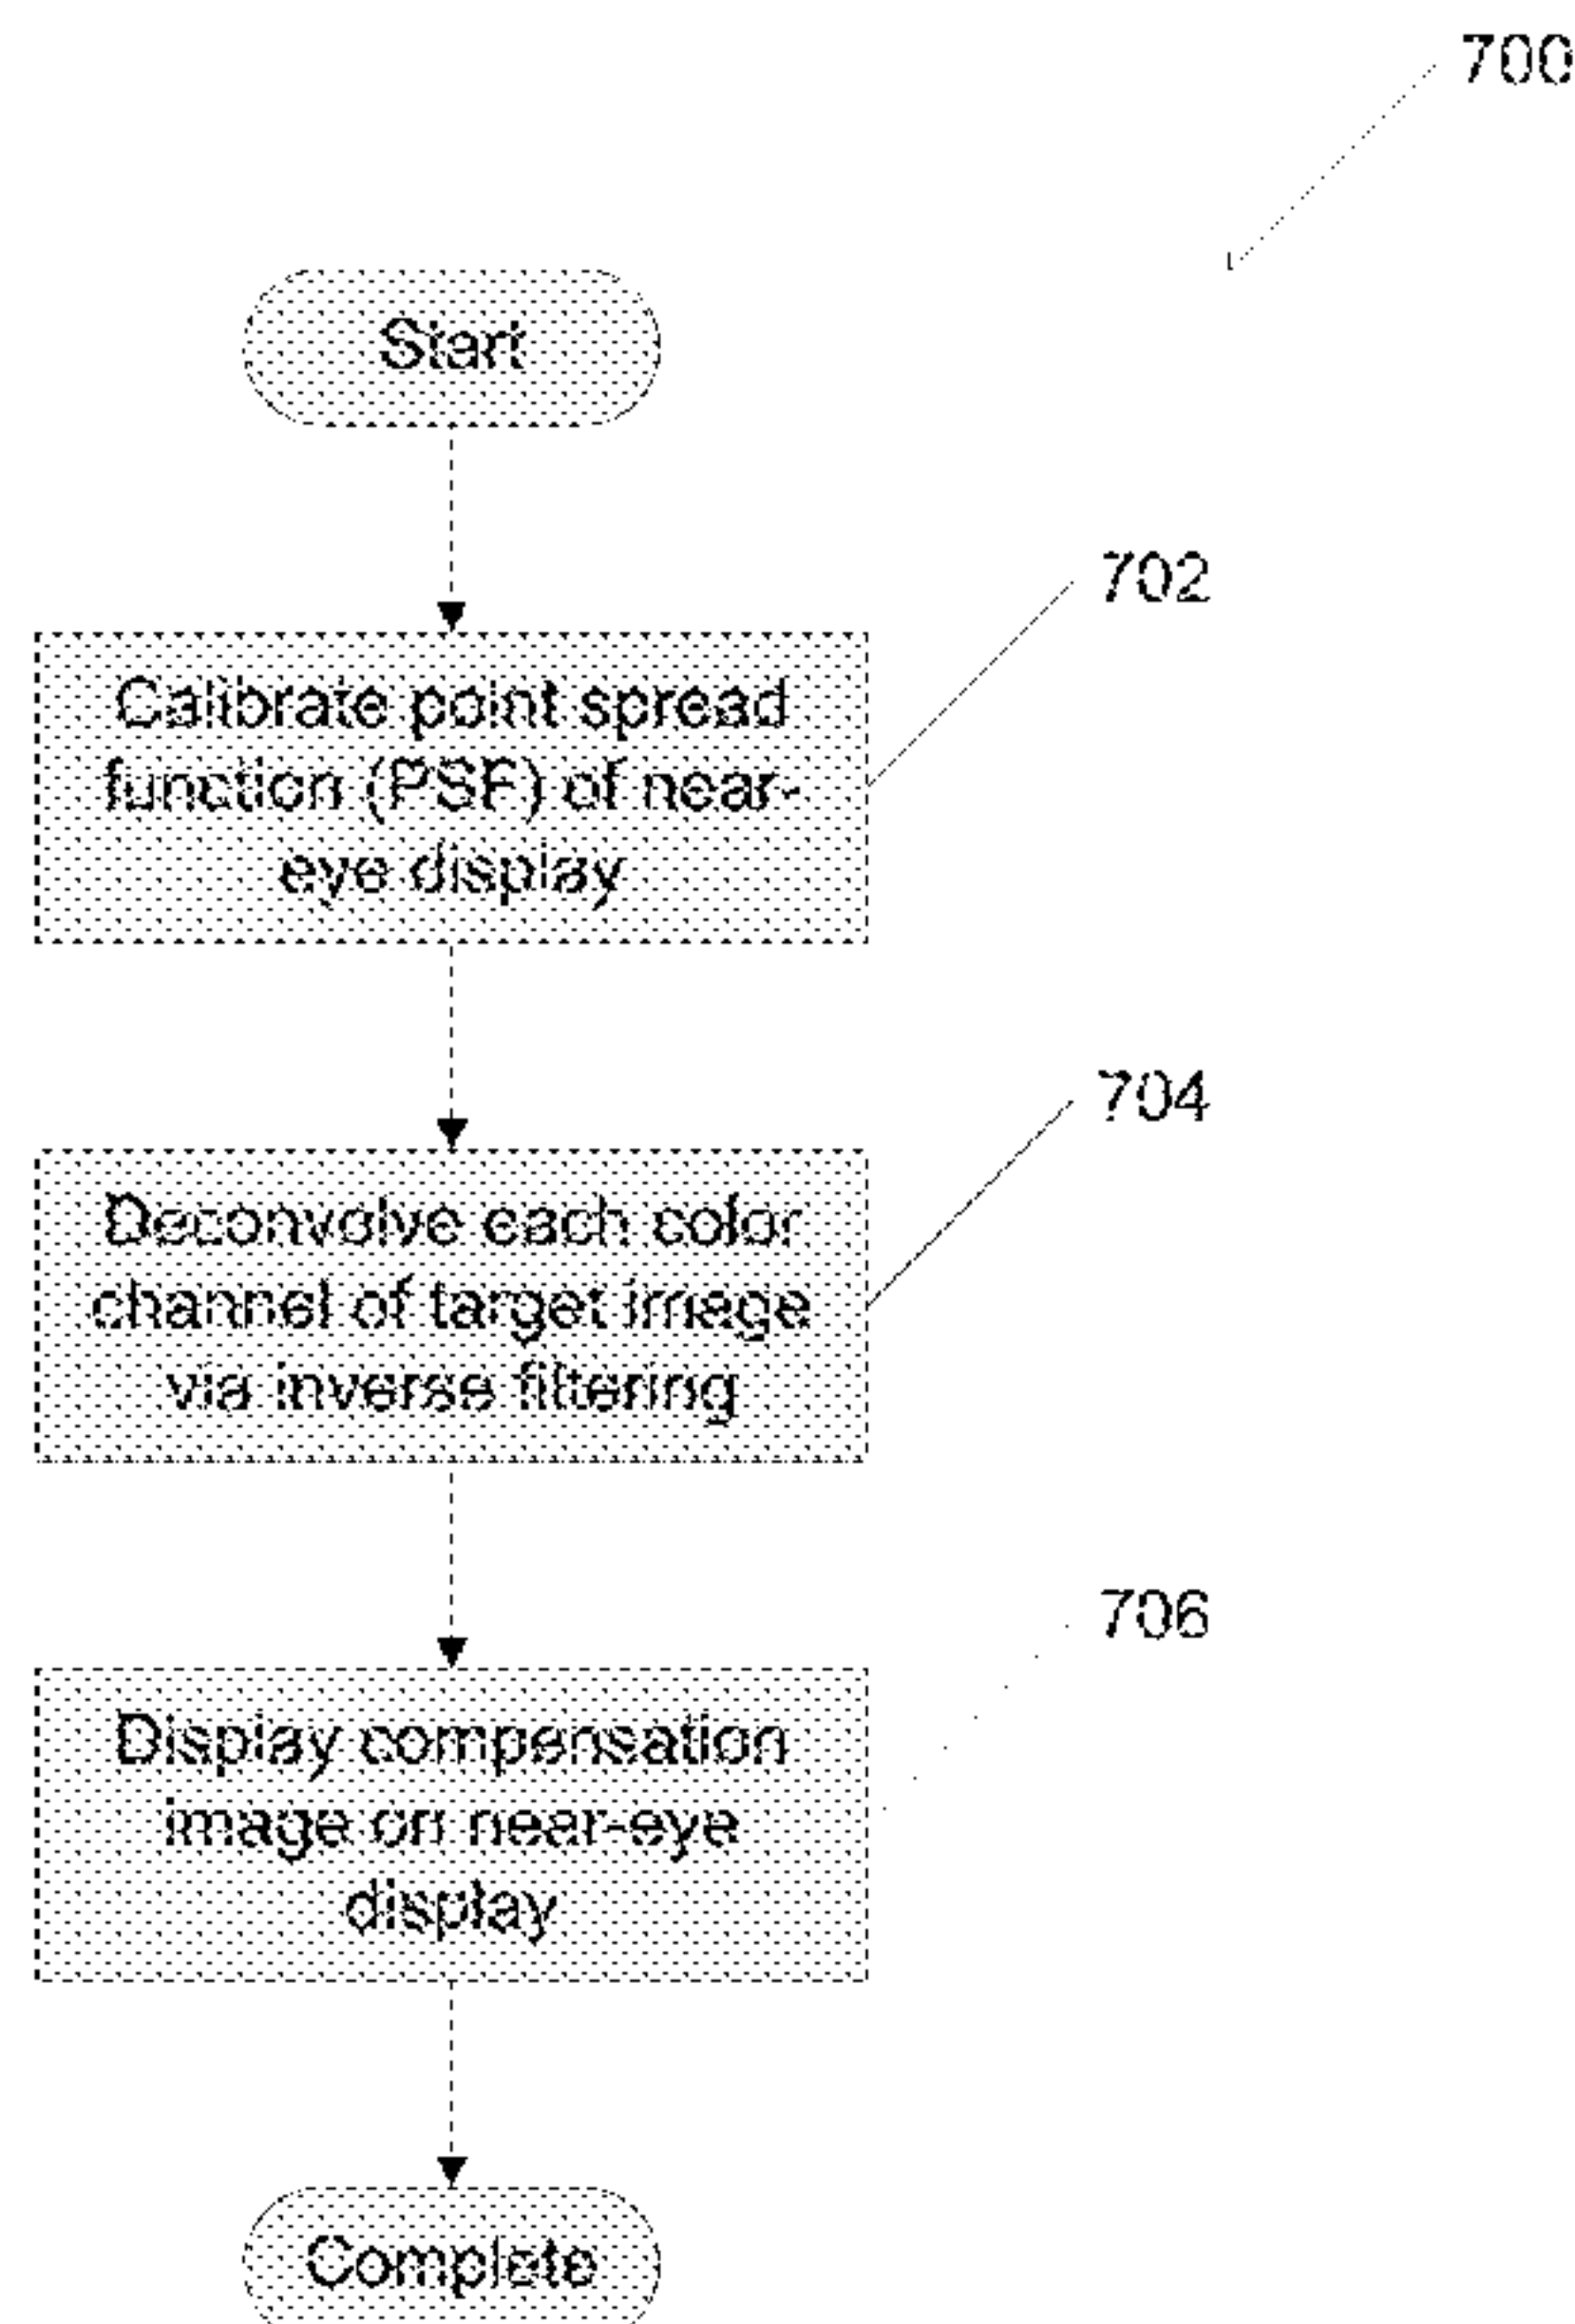 700
Start
702
Calibrate point spread
function (PSF) of near-
eye display
704
Deconvolve each color
channel of target image
via inverse filtering
706
Display compensation
image on near-eye
display
Complete